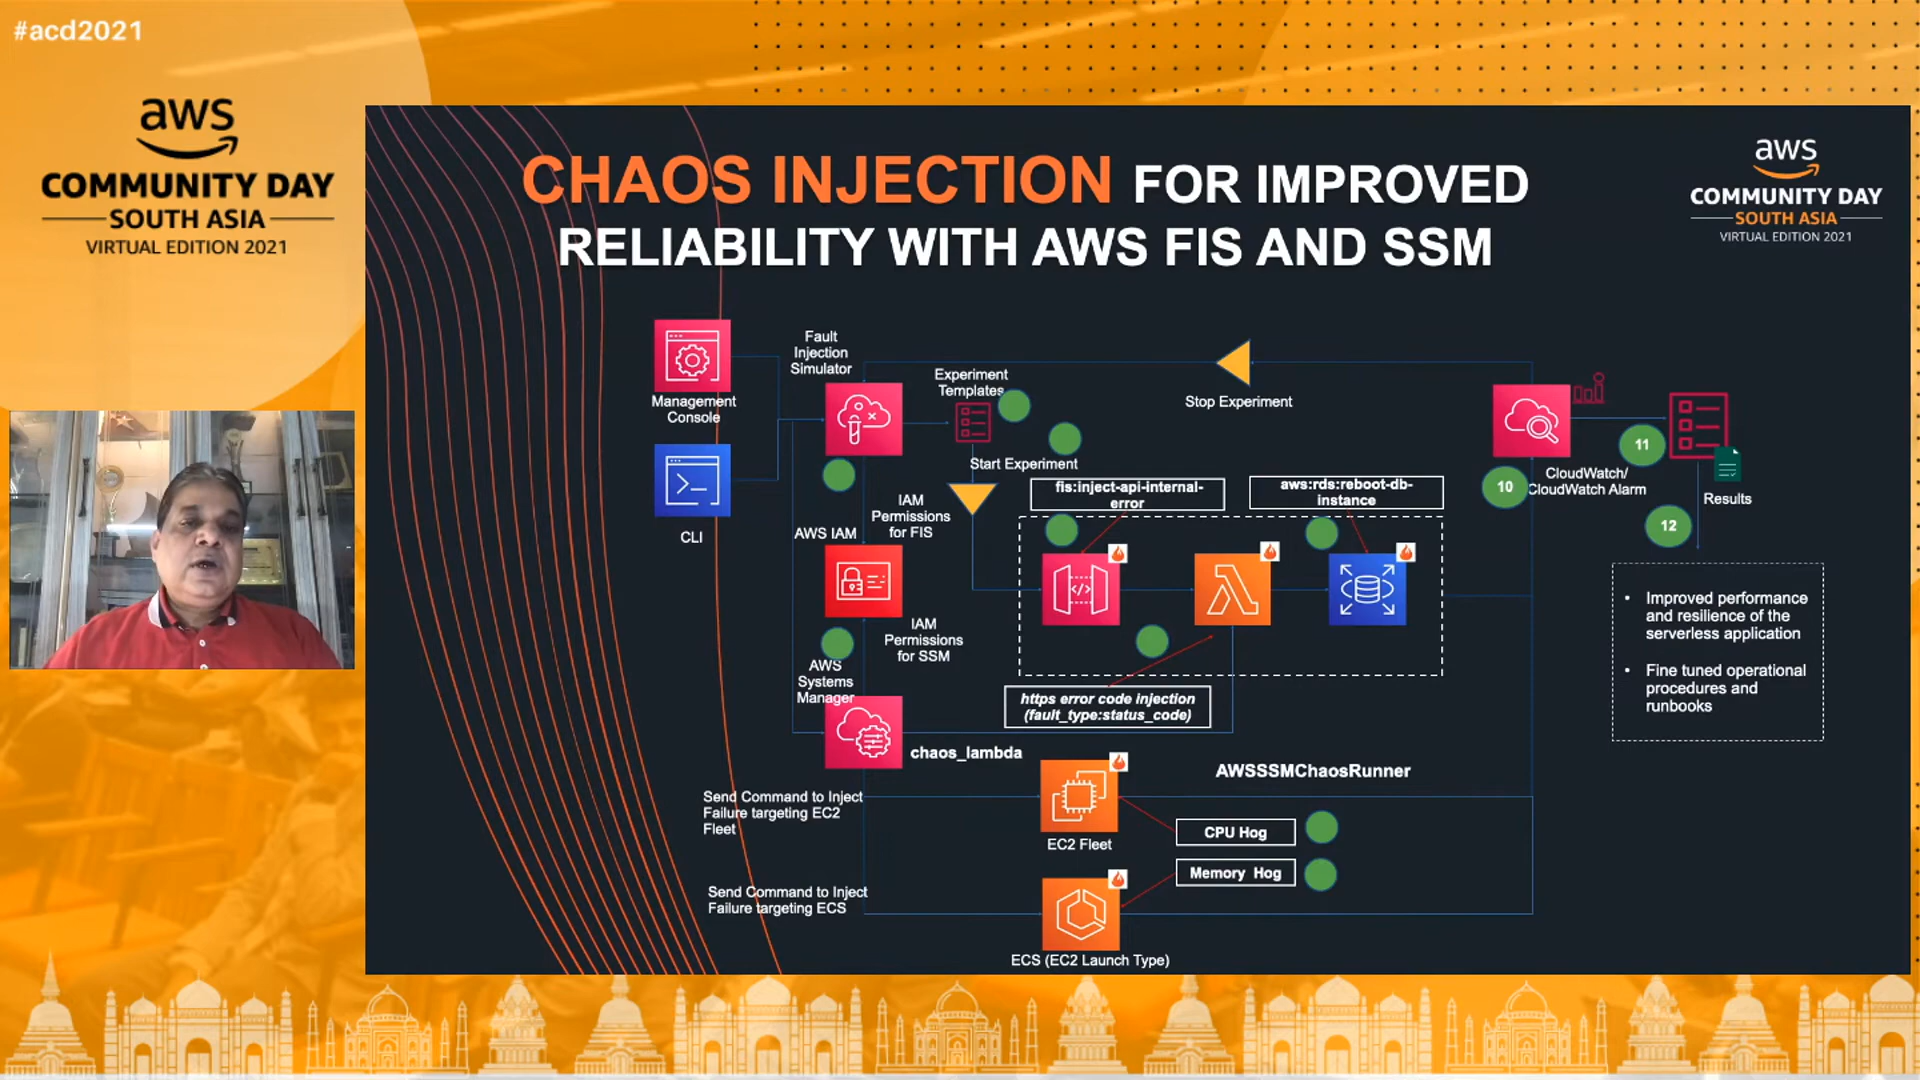 #acd2021
aws
COMMUNITY DAY
SOUTH ASIA
VIRTUAL EDITION 2021
CHAOS INJECTION FOR IMPROVED
RELIABILITY WITH AWS FIS AND SSM
aws
COMMUNITY DAY
SOUTH ASIA
VIRTUAL EDITION 2021
Management
Console
CLI
Fault
Injection
Simulator
Experiment
Templates
Start Experiment
Stop Experiment
IAM
Permissions
for FIS
AWS IAM
IAM
Permissions
for SSM
AWS
Systems
Manager
fis:inject-api-internal-
error
aws:rds:reboot-db-
instance
https error code injection
(fault_type:status_code)
chaos_lambda
AWSSSMChaosRunner
Send Command to Inject
Failure targeting EC2
Fleet
EC2 Fleet
CPU Hog
Memory Hog
Send Command to Inject
Failure targeting ECS
ECS (EC2 Launch Type)
10
CloudWatch/
CloudWatch Alarm
11
Results
12
• Improved performance
and resilience of the
serverless application
• Fine tuned operational
procedures and
runbooks